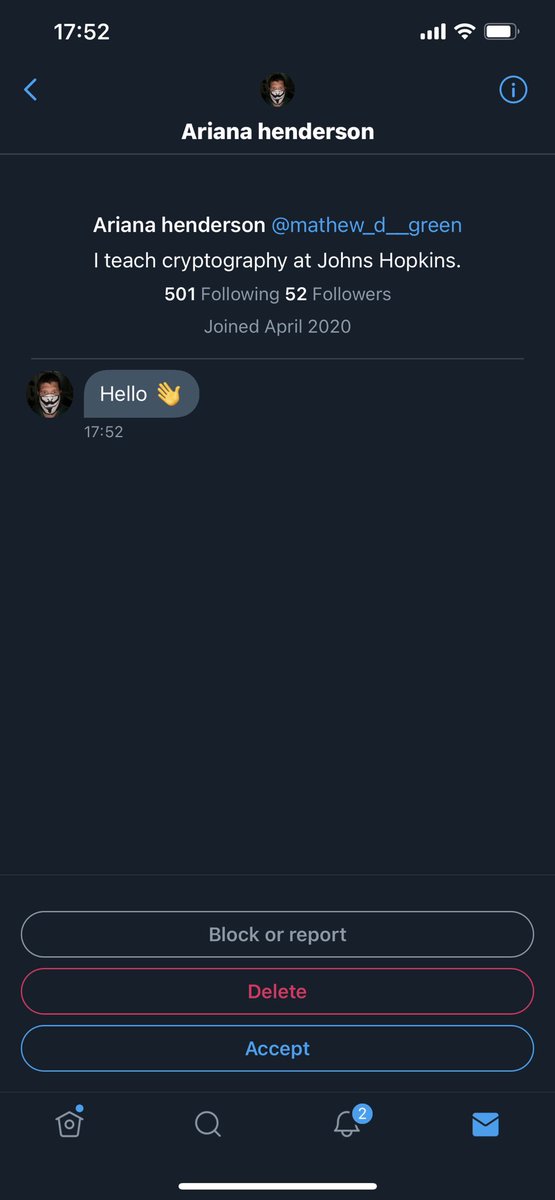 17:52
Ariana henderson
Ariana henderson @mathew_d__green
I teach cryptography at Johns Hopkins.
501 Following 52 Followers
Joined April 2020
Hello 👋
17:52
Block or report
Delete
Accept
2